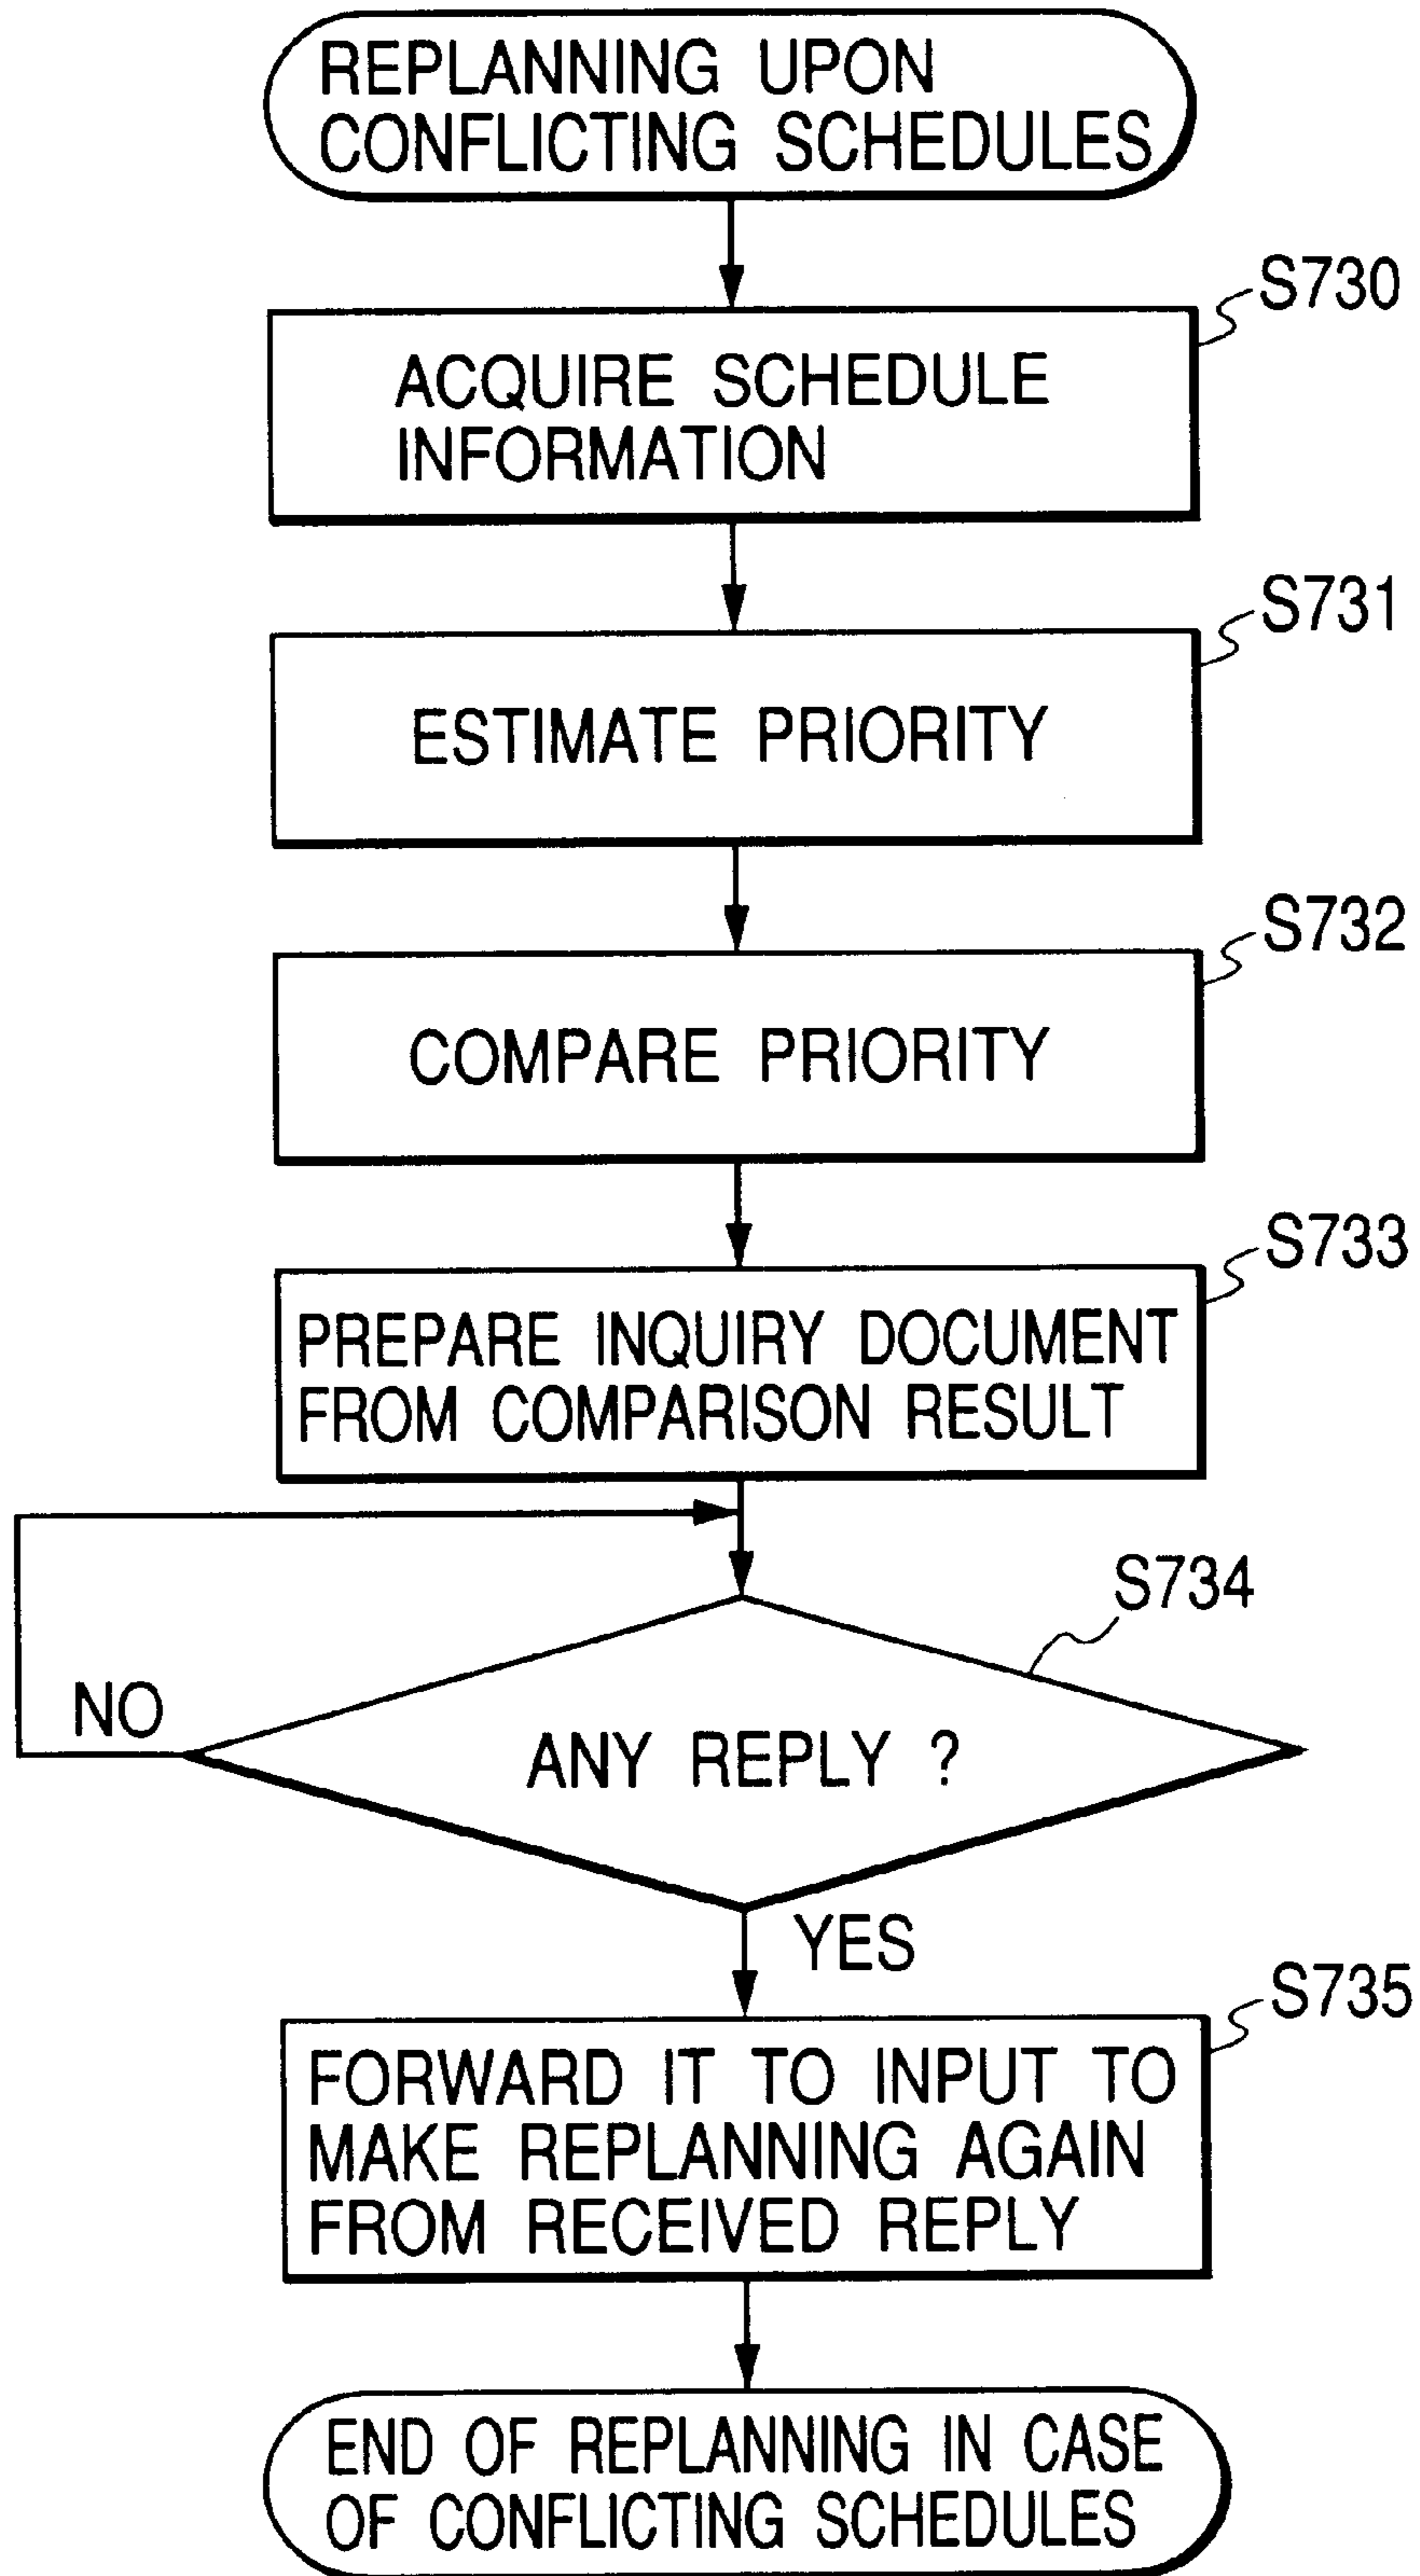 REPLANNING UPON
CONFLICTING SCHEDULES
S730
ACQUIRE SCHEDULE
INFORMATION
S731
ESTIMATE PRIORITY
S732
COMPARE PRIORITY
S733
PREPARE INQUIRY DOCUMENT
FROM COMPARISON RESULT
S734
NO
ANY REPLY ?
YES
S735
FORWARD IT TO INPUT TO
MAKE REPLANNING AGAIN
FROM RECEIVED REPLY
END OF REPLANNING IN CASE
OF CONFLICTING SCHEDULES